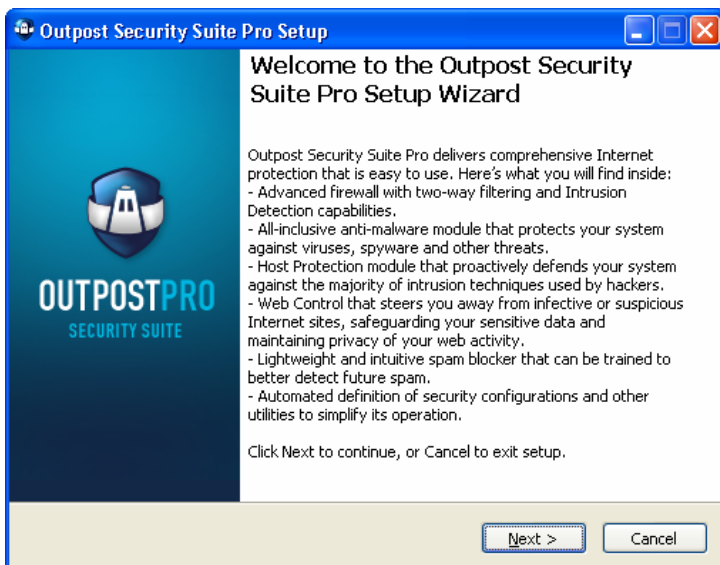 Outpost Security Suite Pro Setup
Welcome to the Outpost Security
Suite Pro Setup Wizard
Outpost Security Suite Pro delivers comprehensive Internet
protection that is easy to use. Here's what you will find inside:
- Advanced firewall with two-way filtering and Intrusion
Detection capabilities.
- All-inclusive anti-malware module that protects your system
against viruses, spyware and other threats.
- Host Protection module that proactively defends your system
against the majority of intrusion techniques used by hackers.
- Web Control that steers you away from infective or suspicious
Internet sites, safeguarding your sensitive data and
maintaining privacy of your web activity.
- Lightweight and intuitive spam blocker that can be trained to
better detect future spam.
- Automated definition of security configurations and other
utilities to simplify its operation.
Click Next to continue, or Cancel to exit setup.
OUTPOSTPRO
SECURITY SUITE
Next >
Cancel